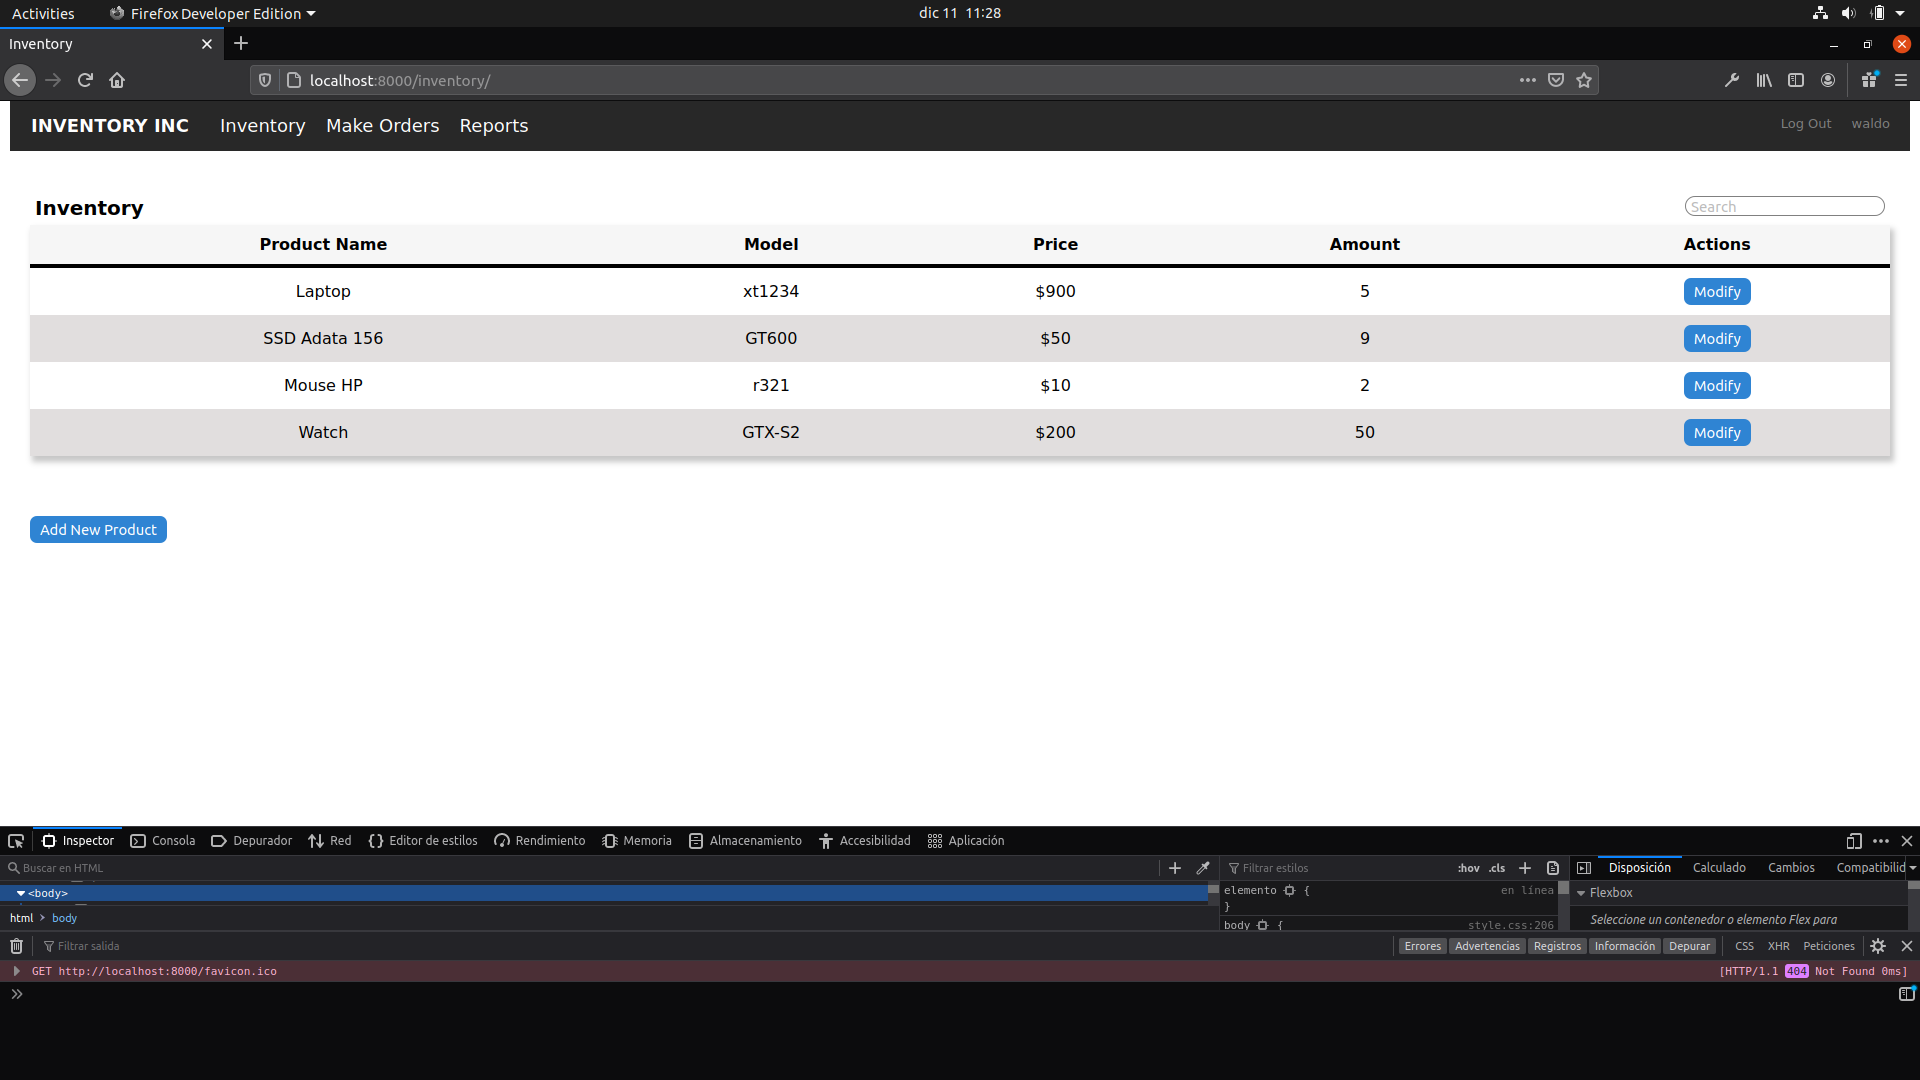 Activities Firefox Developer Edition dic 11 11:28
Inventory
localhost:8000/inventory/
INVENTORY INC Inventory Make Orders Reports Log Out waldo
Inventory Search
Product Name Model Price Amount Actions
Laptop xt1234 $900 5 Modify
SSD Adata 156 GT600 $50 9 Modify
Mouse HP r321 $10 2 Modify
Watch GTX-S2 $200 50 Modify
Add New Product
Inspector Consola Depurador Red Editor de estilos Rendimiento Memoria Almacenamiento Accesibilidad Aplicación
Buscar en HTML Filtrar estilos :hov .cls Disposición Calculado Cambios Compatibilid
<body> elemento { en línea Flexbox
}
html > body body { style.css:206 Seleccione un contenedor o elemento Flex para
Filtrar salida Errores Advertencias Registros Información Depurar CSS XHR Peticiones
GET http://localhost:8000/favicon.ico [HTTP/1.1 404 Not Found 0ms]